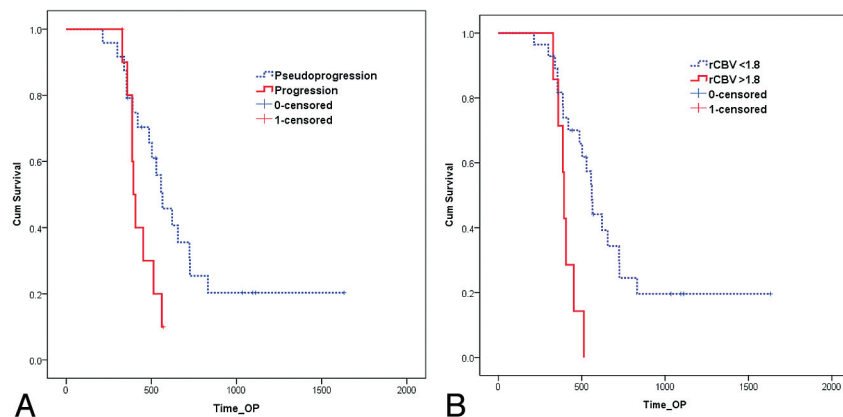 1.0
0.8
0.6
0.4
0.2
0.0
Cum Survival
0
500
1000
1500
2000
Time_OP
Pseudoprogression
Progression
0-censored
1-censored
A
1.0
0.8
0.6
0.4
0.2
0.0
Cum Survival
0
500
1000
1500
2000
Time_OP
rCBV <1.8
rCBV >1.8
0-censored
1-censored
B